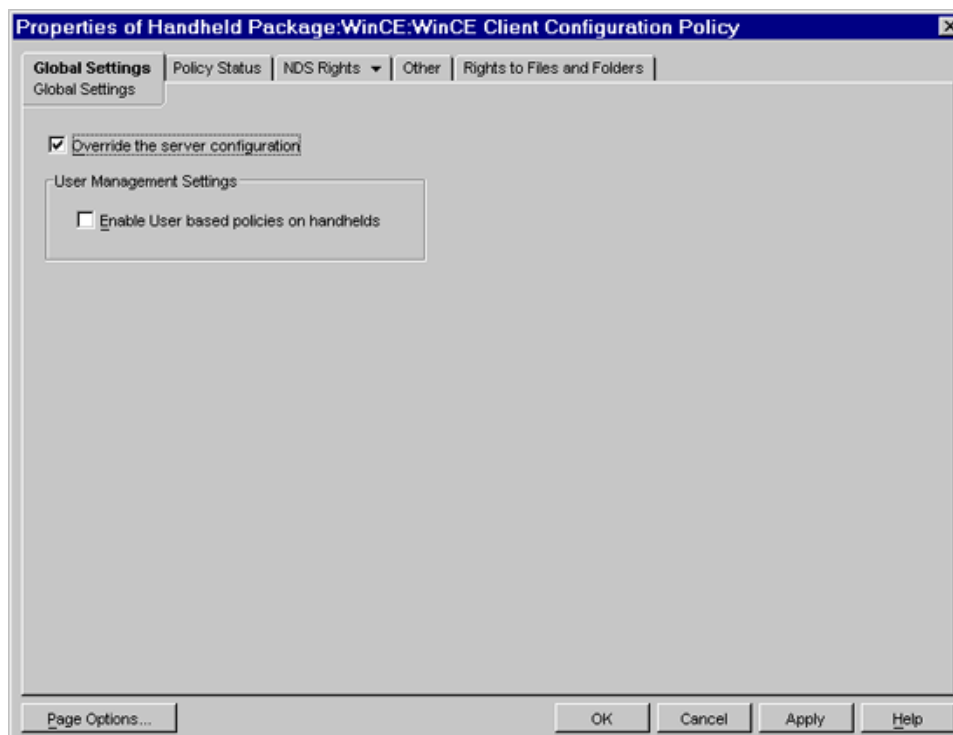 Properties of Handheld Package:WinCE:WinCE Client Configuration Policy
Global Settings Policy Status NDS Rights Other Rights to Files and Folders
Global Settings
Override the server configuration
User Management Settings
Enable User based policies on handhelds
Page Options... OK Cancel Apply Help